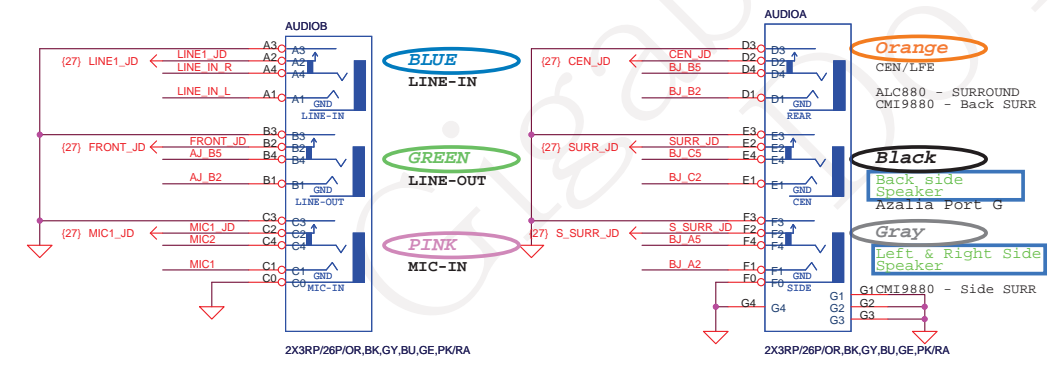 AUDIOB
A3 A3
{27} LINE1_JD LINE1_JD A2 A2
LINE_IN_R A4 A4
LINE_IN_L A1 A1
GND
LINE-IN
BLUE
LINE-IN
B3 B3
{27} FRONT_JD FRONT_JD B2 B2
AJ_B5 B4 B4
AJ_B2 B1 B1
GND
LINE-OUT
GREEN
LINE-OUT
C3 C3
{27} MIC1_JD MIC1_JD C2 C2
MIC2 C4 C4
MIC1 C1 C1
GND
C0 C0
MIC-IN
PINK
MIC-IN
2X3RP/26P/OR,BK,GY,BU,GE,PK/RA
AUDIOA
D3 D3
{27} CEN_JD CEN_JD D2 D2
BJ_B5 D4 D4
BJ_B2 D1 D1
GND
REAR
Orange
CEN/LFE
ALC880 - SURROUND
CMI9880 - Back SURR
E3 E3
{27} SURR_JD SURR_JD E2 E2
BJ_C5 E4 E4
BJ_C2 E1 E1
GND
CEN
Black
Back side
Speaker
Azalia Port G
F3 F3
{27} S_SURR_JD S_SURR_JD F2 F2
BJ_A5 F4 F4
BJ_A2 F1 F1
GND
F0 F0
SIDE
Gray
Left & Right Side
Speaker
CMI9880 - Side SURR
G4 G4
G1 G1
G2 G2
G3 G3
2X3RP/26P/OR,BK,GY,BU,GE,PK/RA